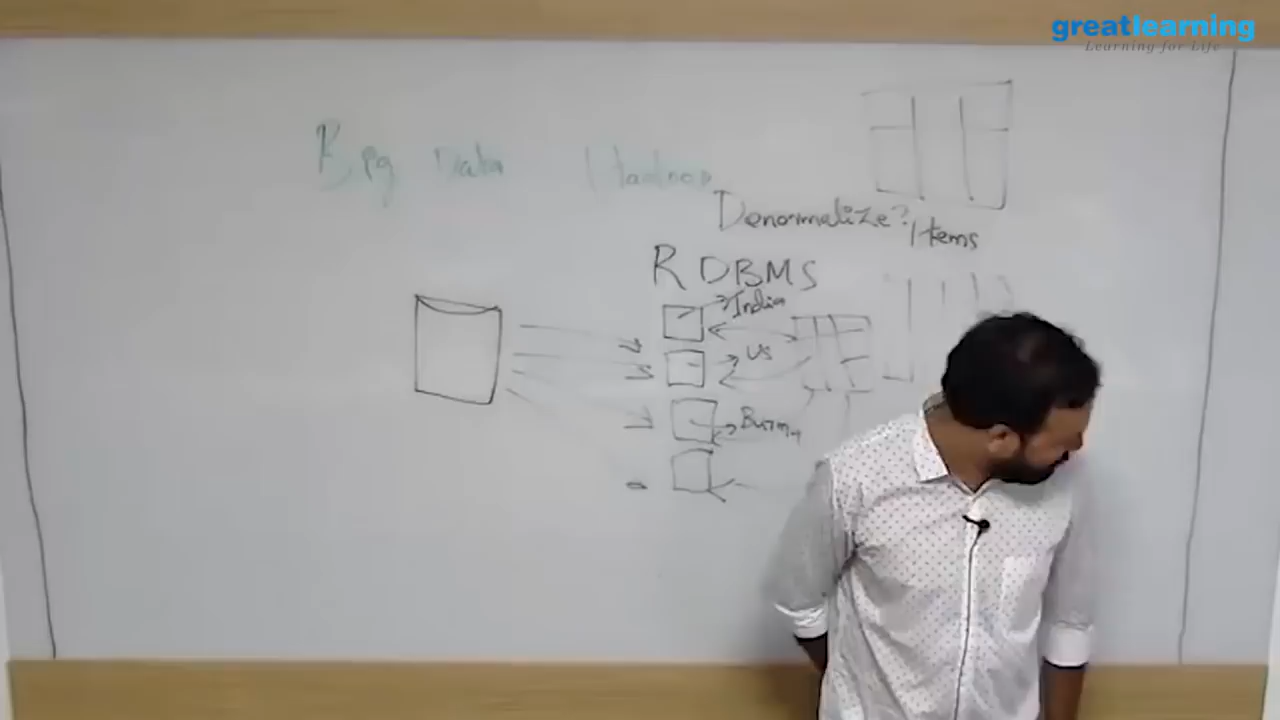 greatlearning
Learning for Life
Big Data Hadoop
Denormalize?
Items
RDBMS
India
US
Burma